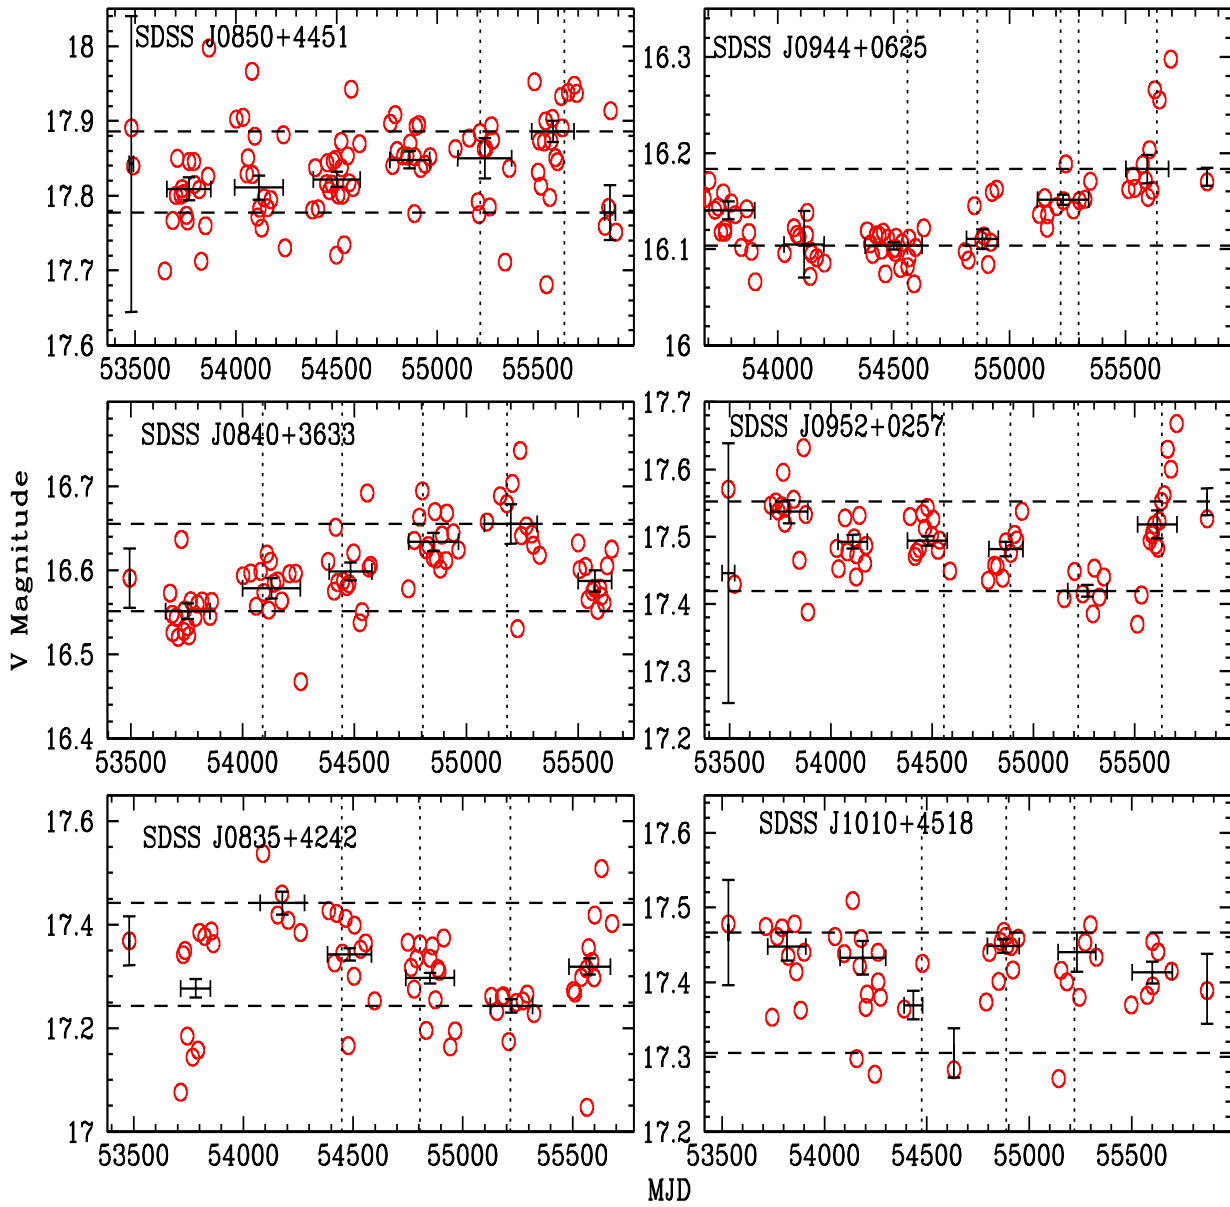 SDSS J0850+4451
18
17.9
17.8
17.7
17.6
53500 54000 54500 55000 55500
SDSS J0944+0625
16.3
16.2
16.1
16
54000 54500 55000 55500
SDSS J0840+3633
16.7
16.6
16.5
16.4
53500 54000 54500 55000 55500
SDSS J0952+0257
17.7
17.6
17.5
17.4
17.3
17.2
53500 54000 54500 55000 55500
SDSS J0835+4242
17.6
17.4
17.2
17
53500 54000 54500 55000 55500
SDSS J1010+4518
17.6
17.5
17.4
17.3
17.2
53500 54000 54500 55000 55500
V Magnitude
MJD